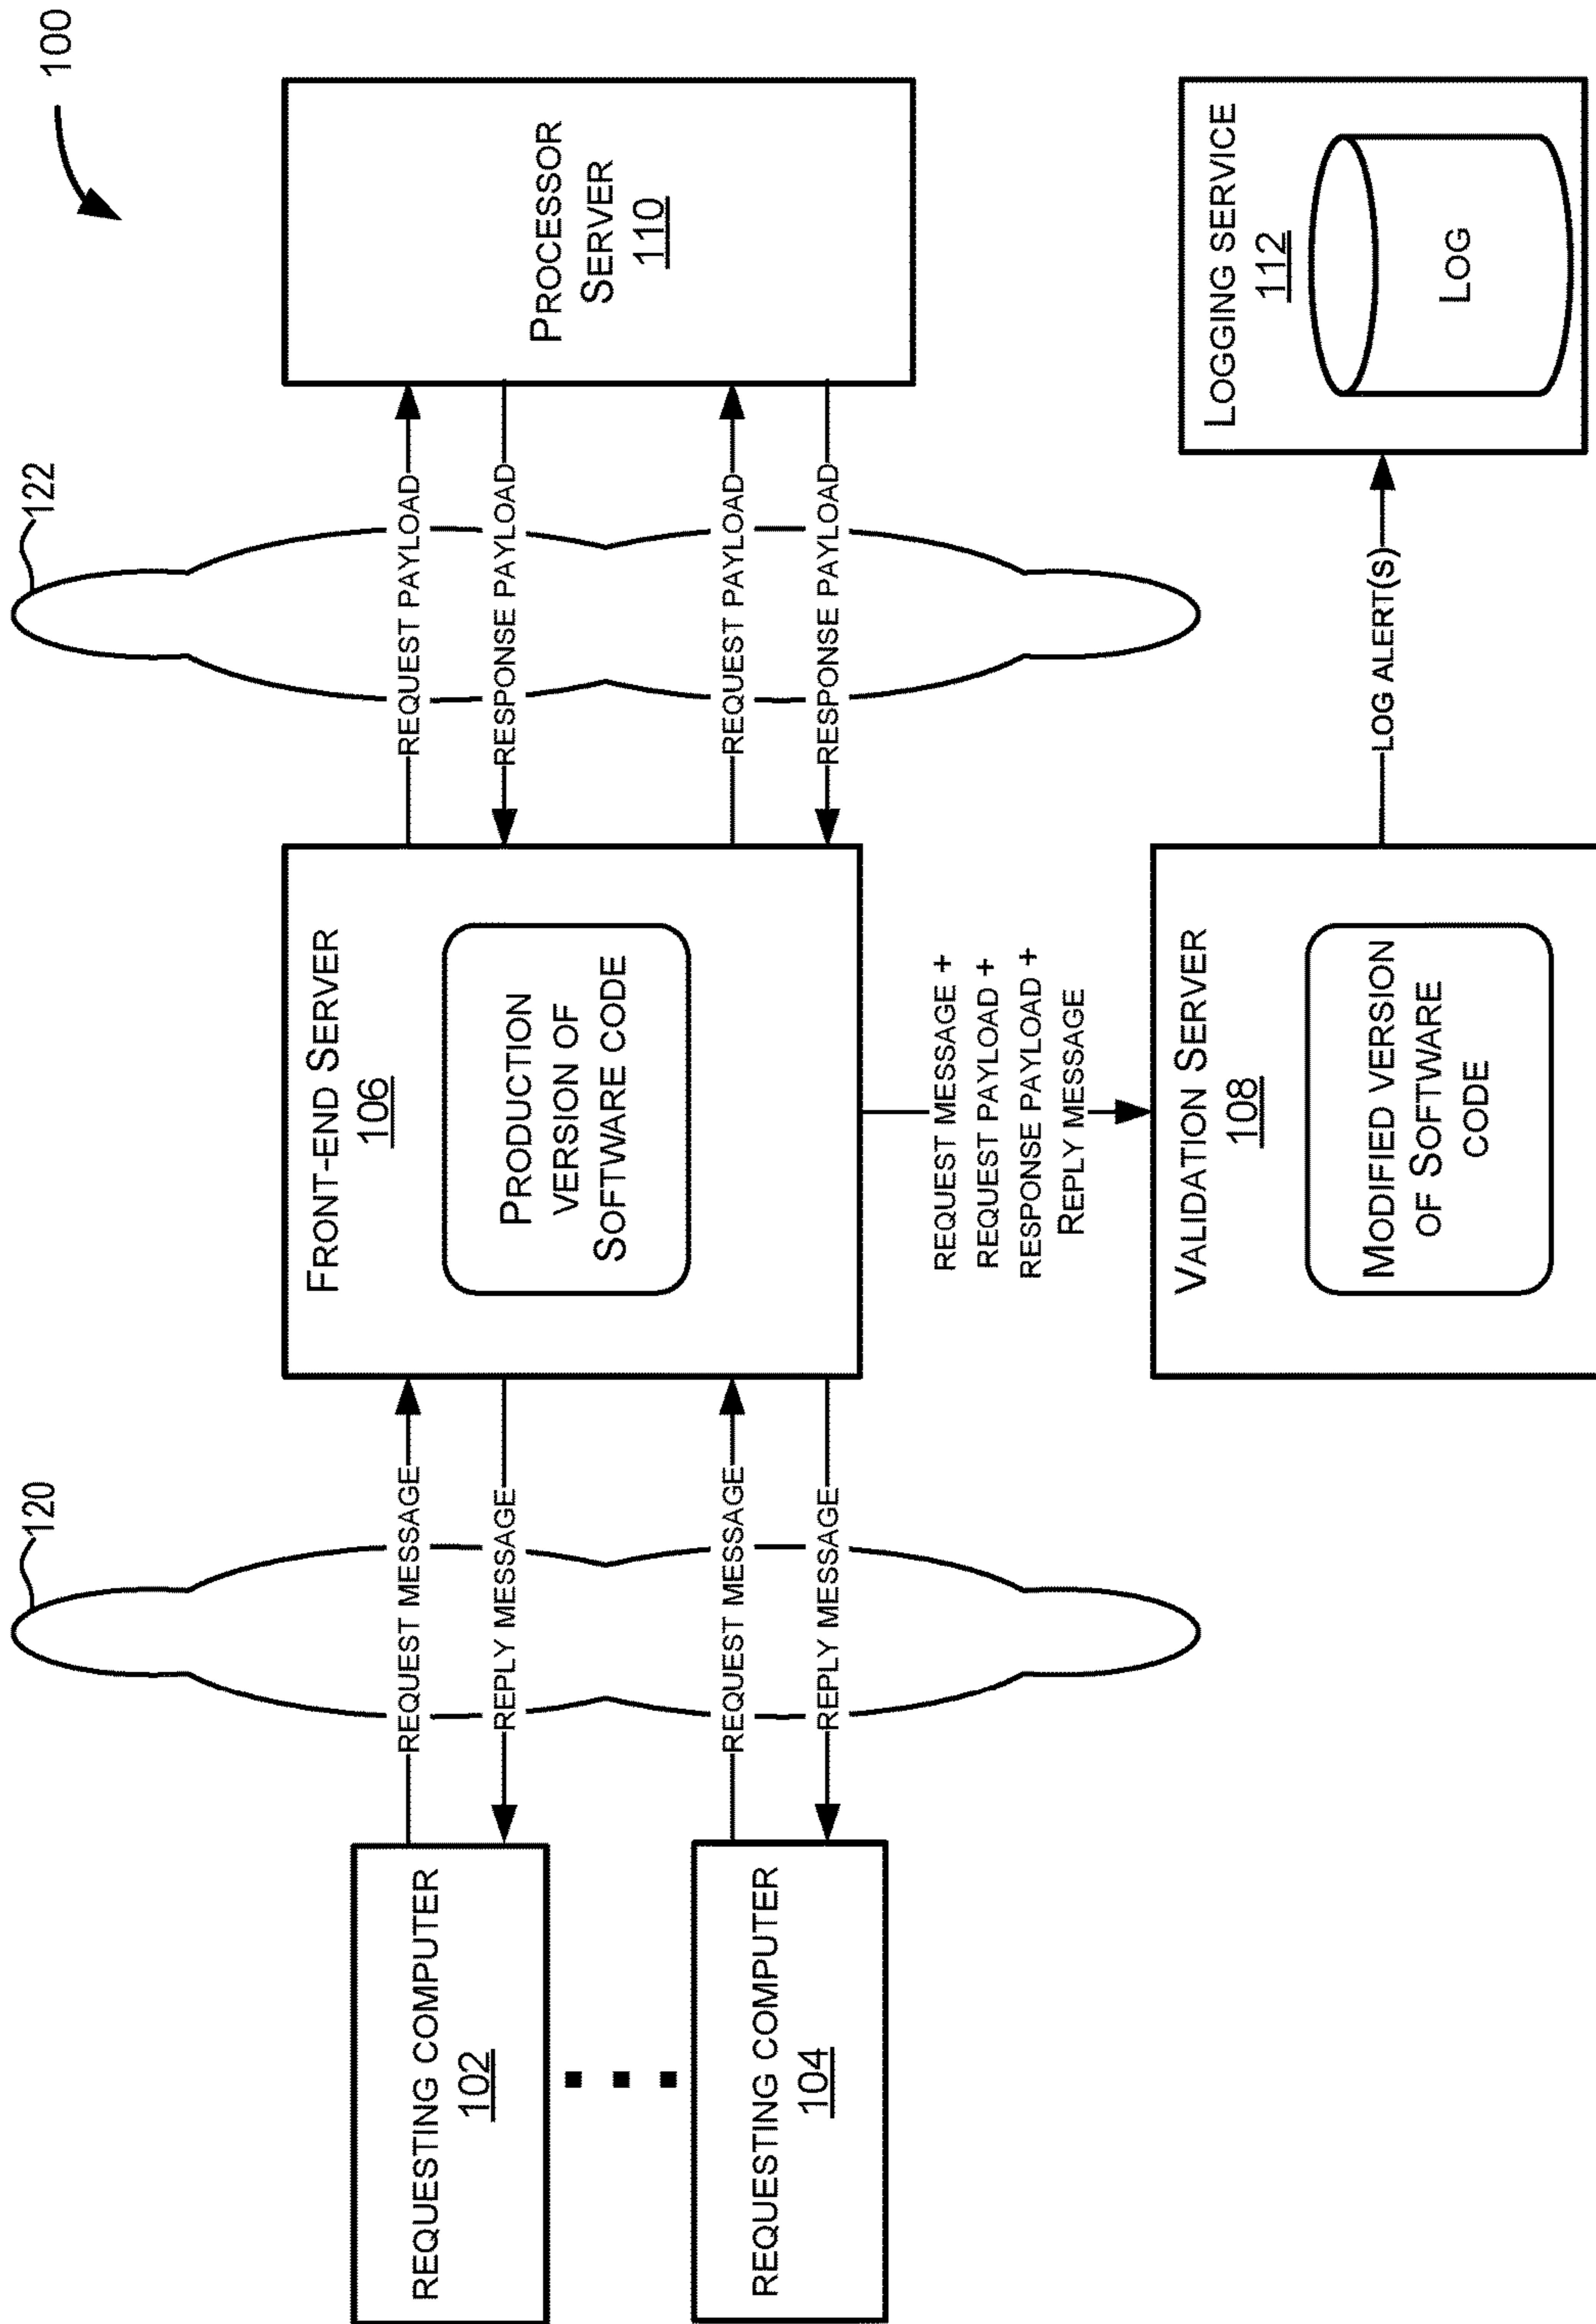 100
120
122
REQUESTING COMPUTER
102
REQUESTING COMPUTER
104
REQUEST MESSAGE
REPLY MESSAGE
REQUEST MESSAGE
REPLY MESSAGE
FRONT-END SERVER
106
PRODUCTION
VERSION OF
SOFTWARE CODE
REQUEST PAYLOAD
RESPONSE PAYLOAD
REQUEST PAYLOAD
RESPONSE PAYLOAD
PROCESSOR
SERVER
110
REQUEST MESSAGE +
REQUEST PAYLOAD +
RESPONSE PAYLOAD +
REPLY MESSAGE
VALIDATION SERVER
108
MODIFIED VERSION
OF SOFTWARE
CODE
LOG ALERT(S)
LOGGING SERVICE
112
LOG